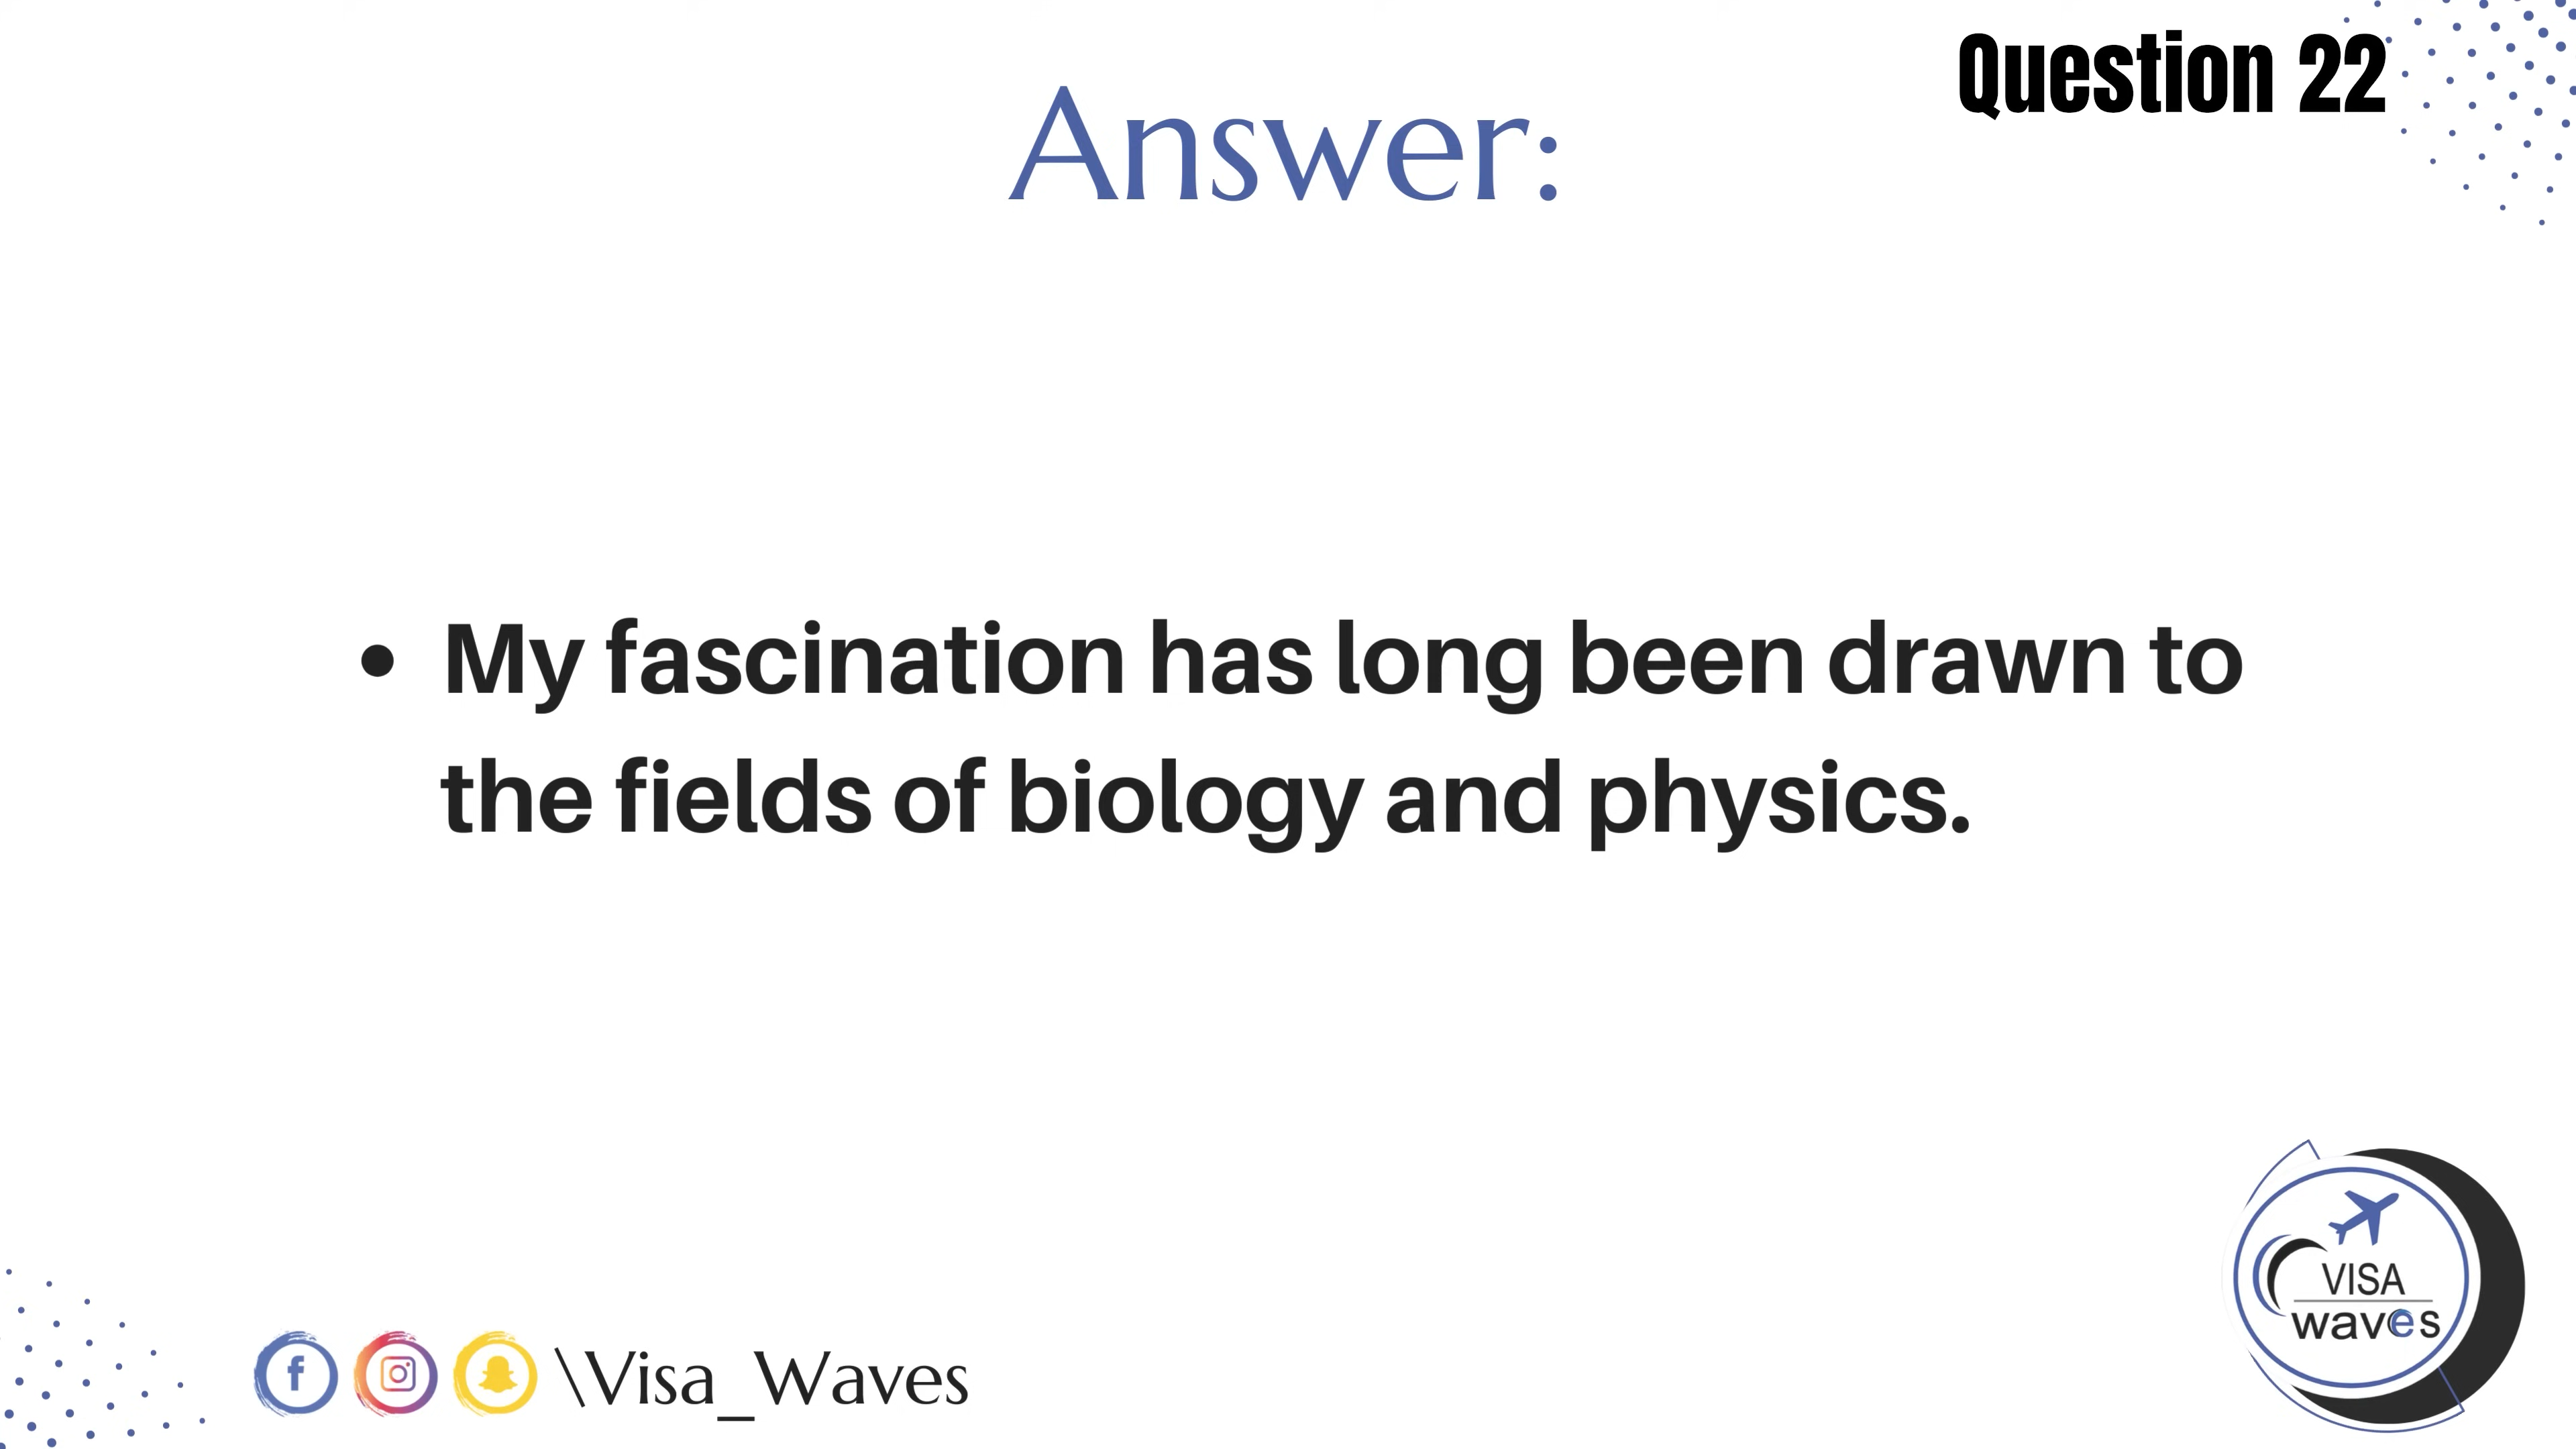 Question 22
Answer:
• My fascination has long been drawn to
the fields of biology and physics.
VISA
waves
\Visa_Waves